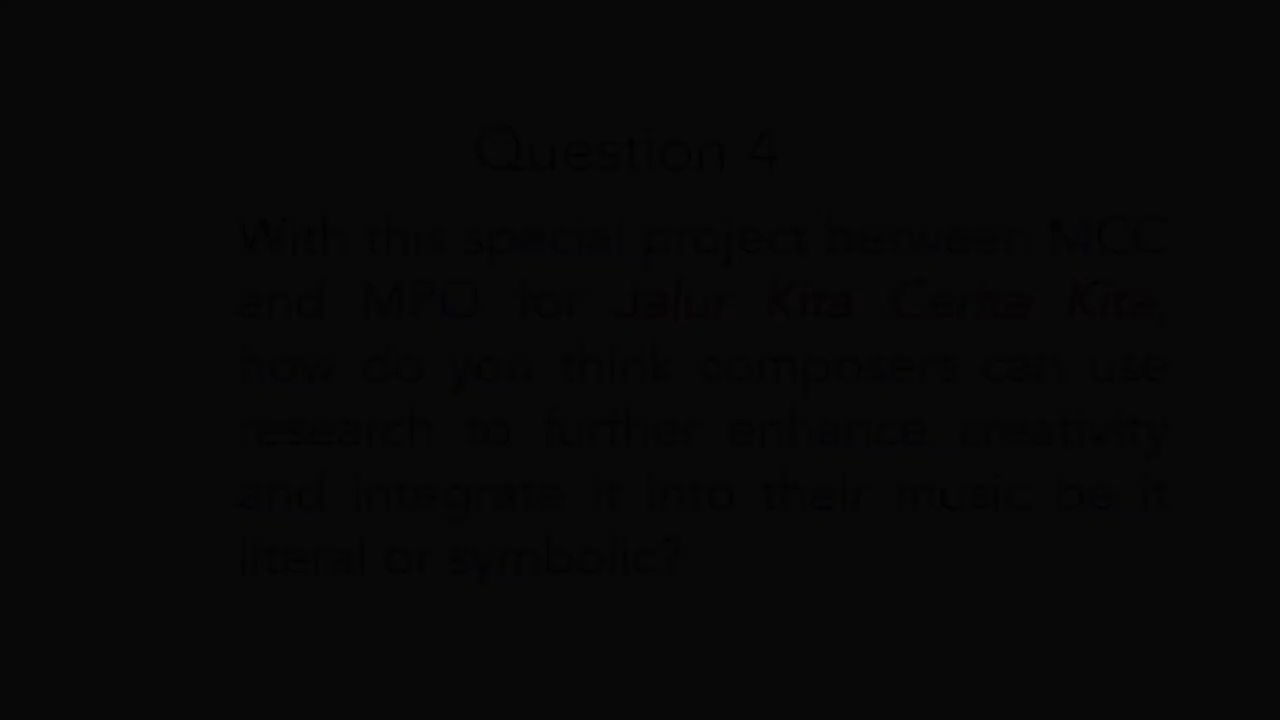 Question 4
With this special project between MCC
and MPO for Jalur Kita Cerita Kita,
how do you think composers can use
research to further enhance creativity
and integrate it into their music be it
literal or symbolic?